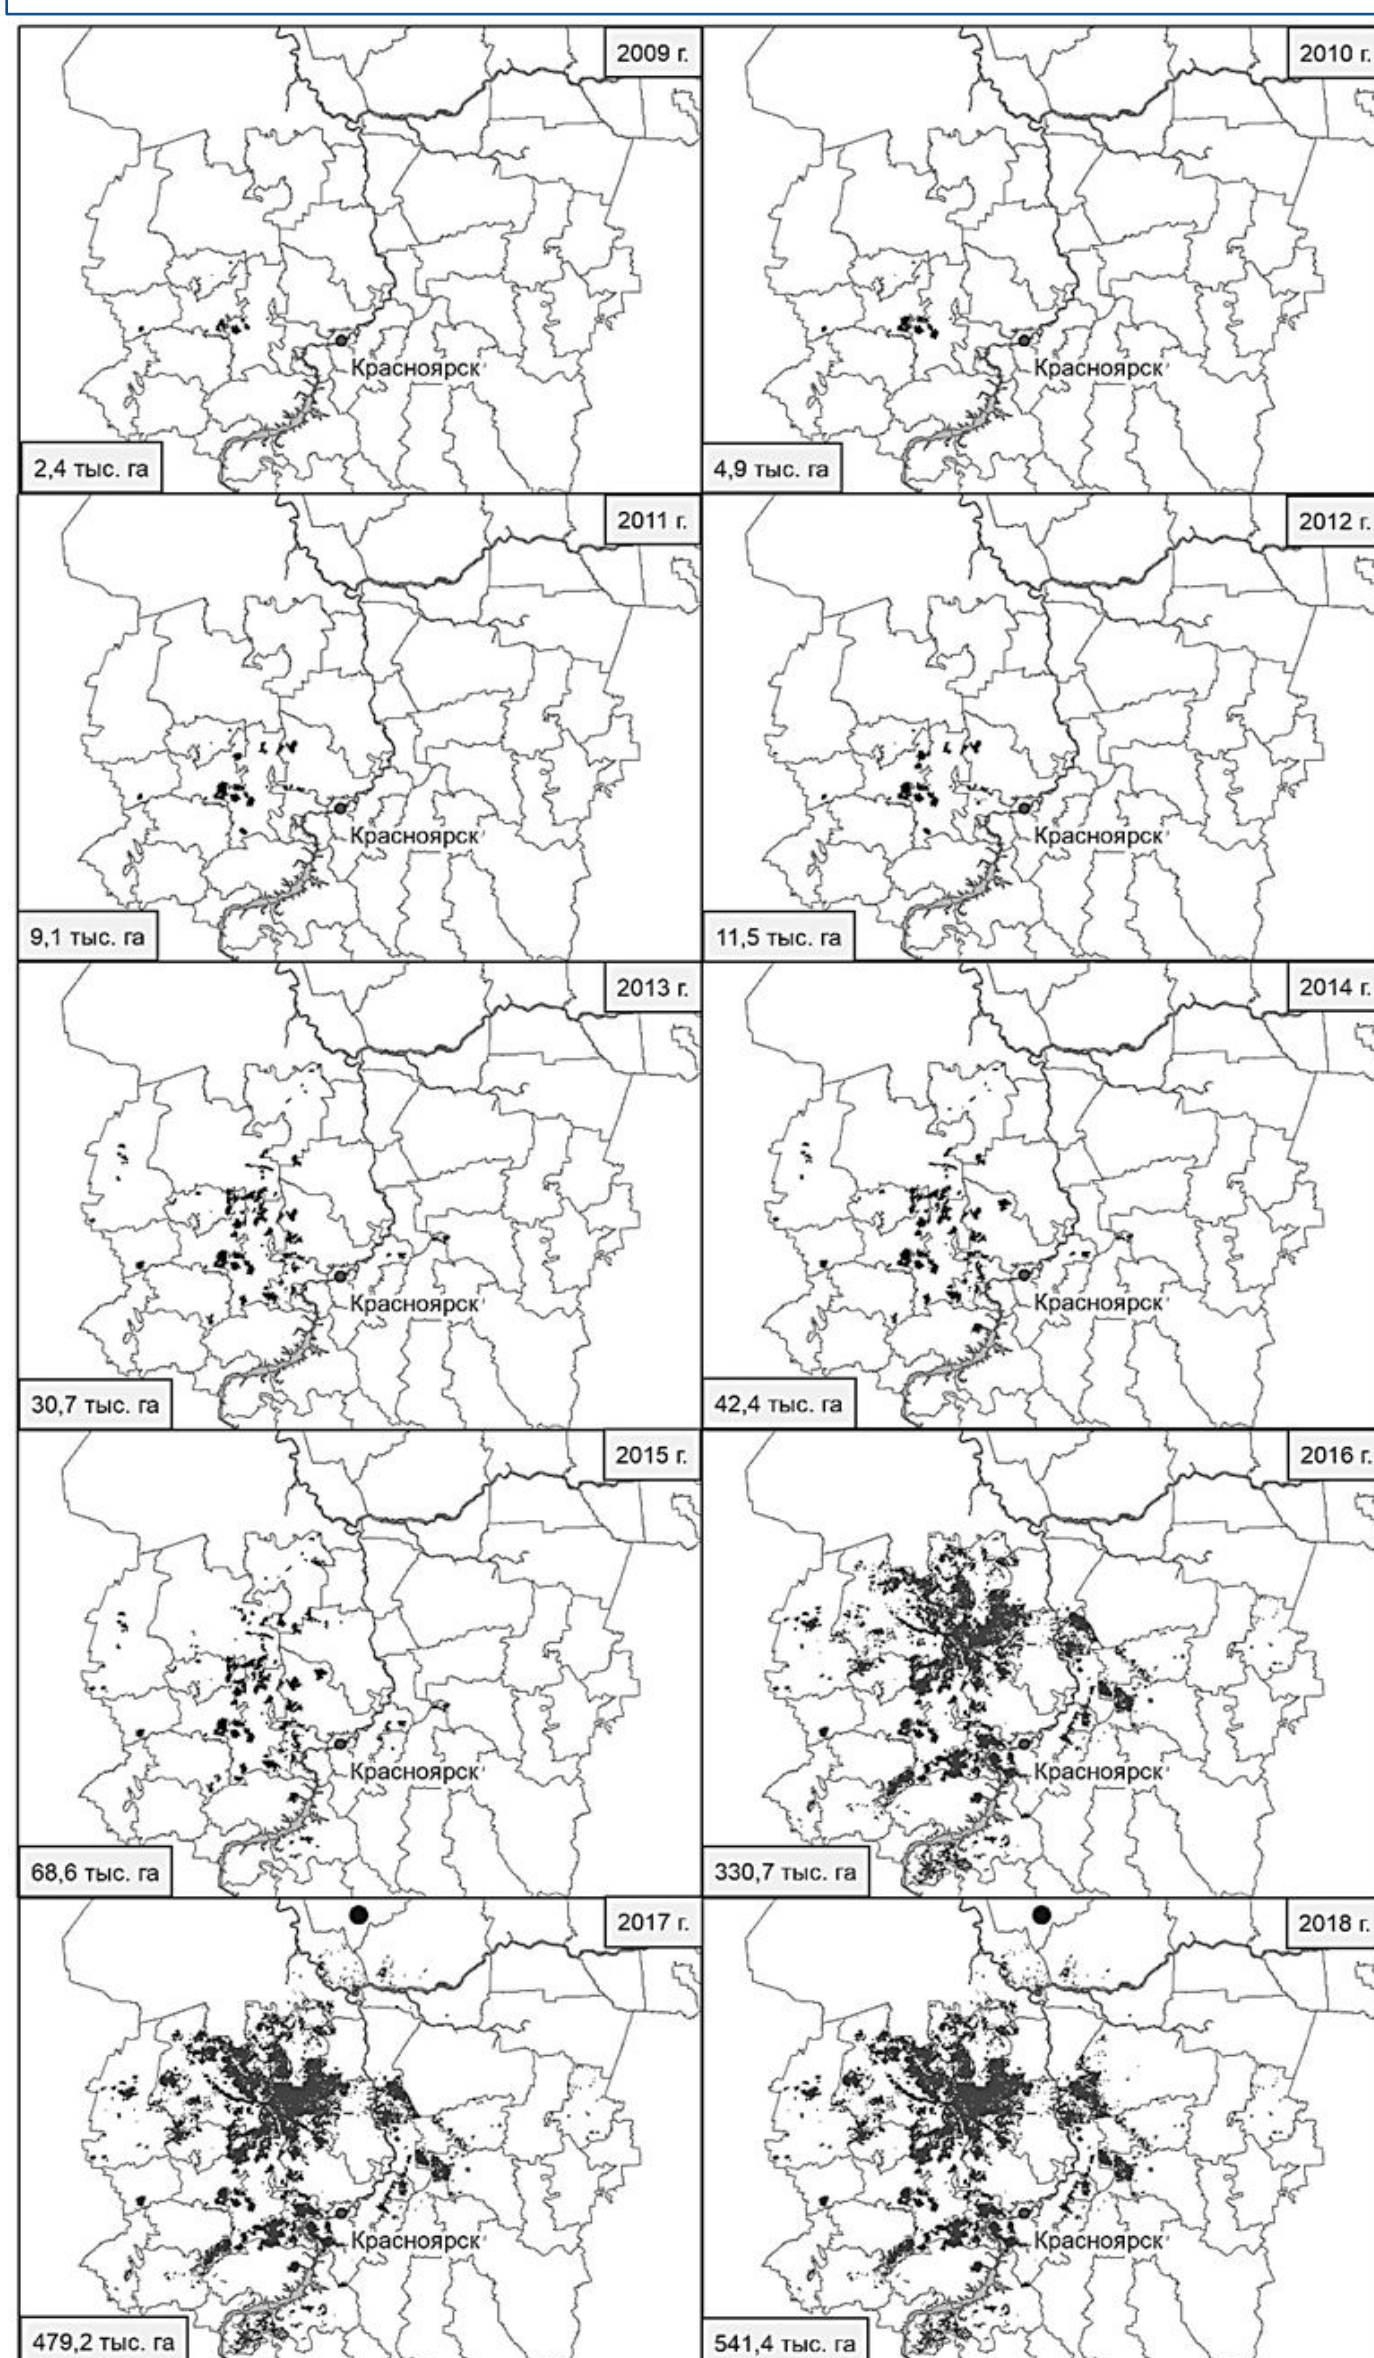 2009 г.
2010 г.
Красноярск
Красноярск
2,4 тыс. га
4,9 тыс. га
2011 г.
2012 г.
Красноярск
Красноярск
9,1 тыс. га
11,5 тыс. га
2013 г.
2014 г.
Красноярск
Красноярск
30,7 тыс. га
42,4 тыс. га
2015 г.
2016 г.
Красноярск
Красноярск
68,6 тыс. га
330,7 тыс. га
2017 г.
2018 г.
Красноярск
Красноярск
479,2 тыс. га
541,4 тыс. га